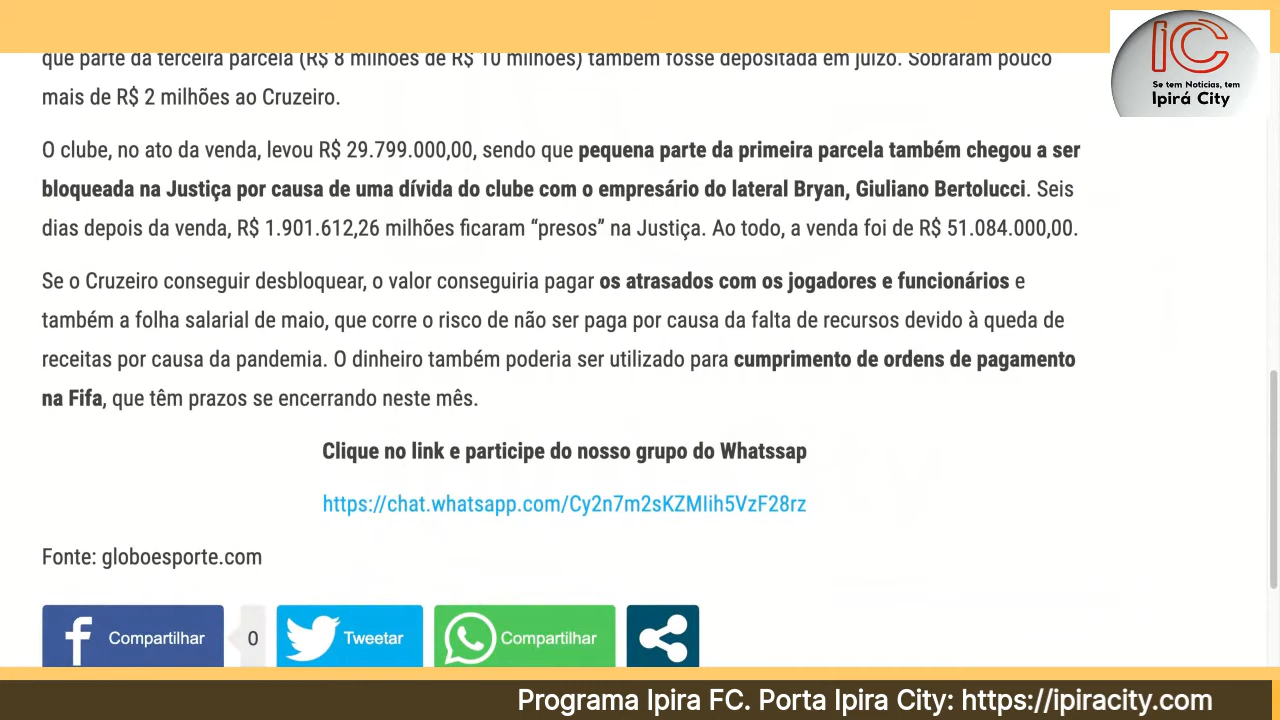 que parte da terceira parcela (R$ 8 milhões de R$ 10 milhões) também fosse depositada em juízo. Sobraram pouco
mais de R$ 2 milhões ao Cruzeiro.
O clube, no ato da venda, levou R$ 29.799.000,00, sendo que pequena parte da primeira parcela também chegou a ser
bloqueada na Justiça por causa de uma dívida do clube com o empresário do lateral Bryan, Giuliano Bertolucci. Seis
dias depois da venda, R$ 1.901.612,26 milhões ficaram “presos” na Justiça. Ao todo, a venda foi de R$ 51.084.000,00.
Se o Cruzeiro conseguir desbloquear, o valor conseguiria pagar os atrasados com os jogadores e funcionários e
também a folha salarial de maio, que corre o risco de não ser paga por causa da falta de recursos devido à queda de
receitas por causa da pandemia. O dinheiro também poderia ser utilizado para cumprimento de ordens de pagamento
na Fifa, que têm prazos se encerrando neste mês.
Clique no link e participe do nosso grupo do Whatssap
https://chat.whatsapp.com/Cy2n7m2sKZMIih5VzF28rz
Fonte: globoesporte.com
Compartilhar 0 Tweetar Compartilhar
IC
Se tem Notícias, tem
Ipirá City
Programa Ipira FC. Porta Ipira City: https://ipiracity.com